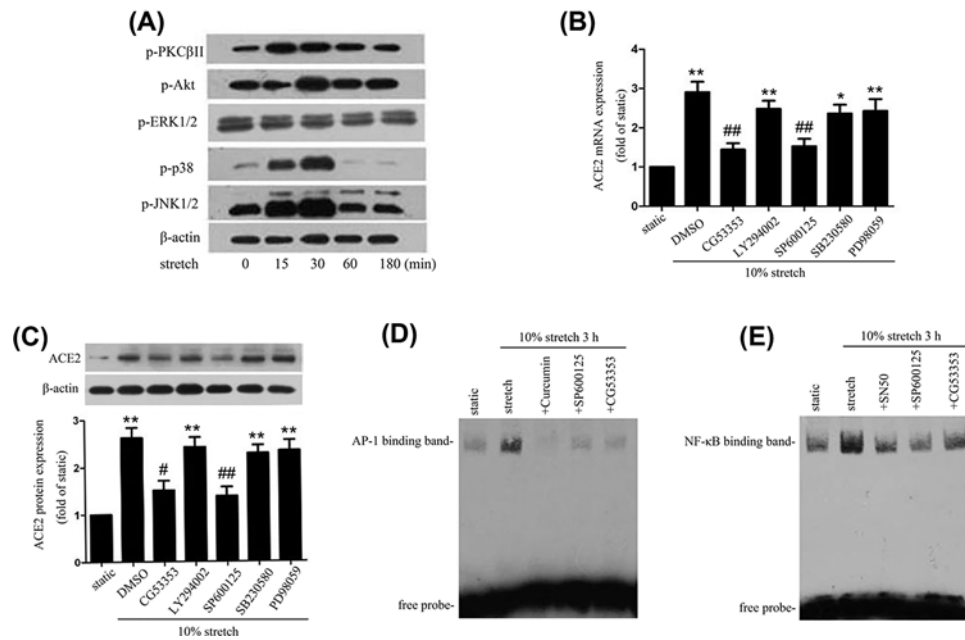 (A)
p-PKCβII
p-Akt
p-ERK1/2
p-p38
p-JNK1/2
β-actin
stretch 0 15 30 60 180 (min)
(B)
ACE2 mRNA expression
(fold of static)
3
2
1
0
** ** * **
## ##
static DMSO CG53353 LY294002 SP600125 SB230580 PD98059
10% stretch
(C)
ACE2
β-actin
ACE2 protein expression
(fold of static)
3
2
1
0
** ** ** **
# ##
static DMSO CG53353 LY294002 SP600125 SB230580 PD98059
10% stretch
(D)
10% stretch 3 h
static stretch +Curcumin +SP600125 +CG53353
AP-1 binding band-
free probe-
(E)
10% stretch 3 h
static stretch +SN50 +SP600125 +CG53353
NF-κB binding band-
free probe-